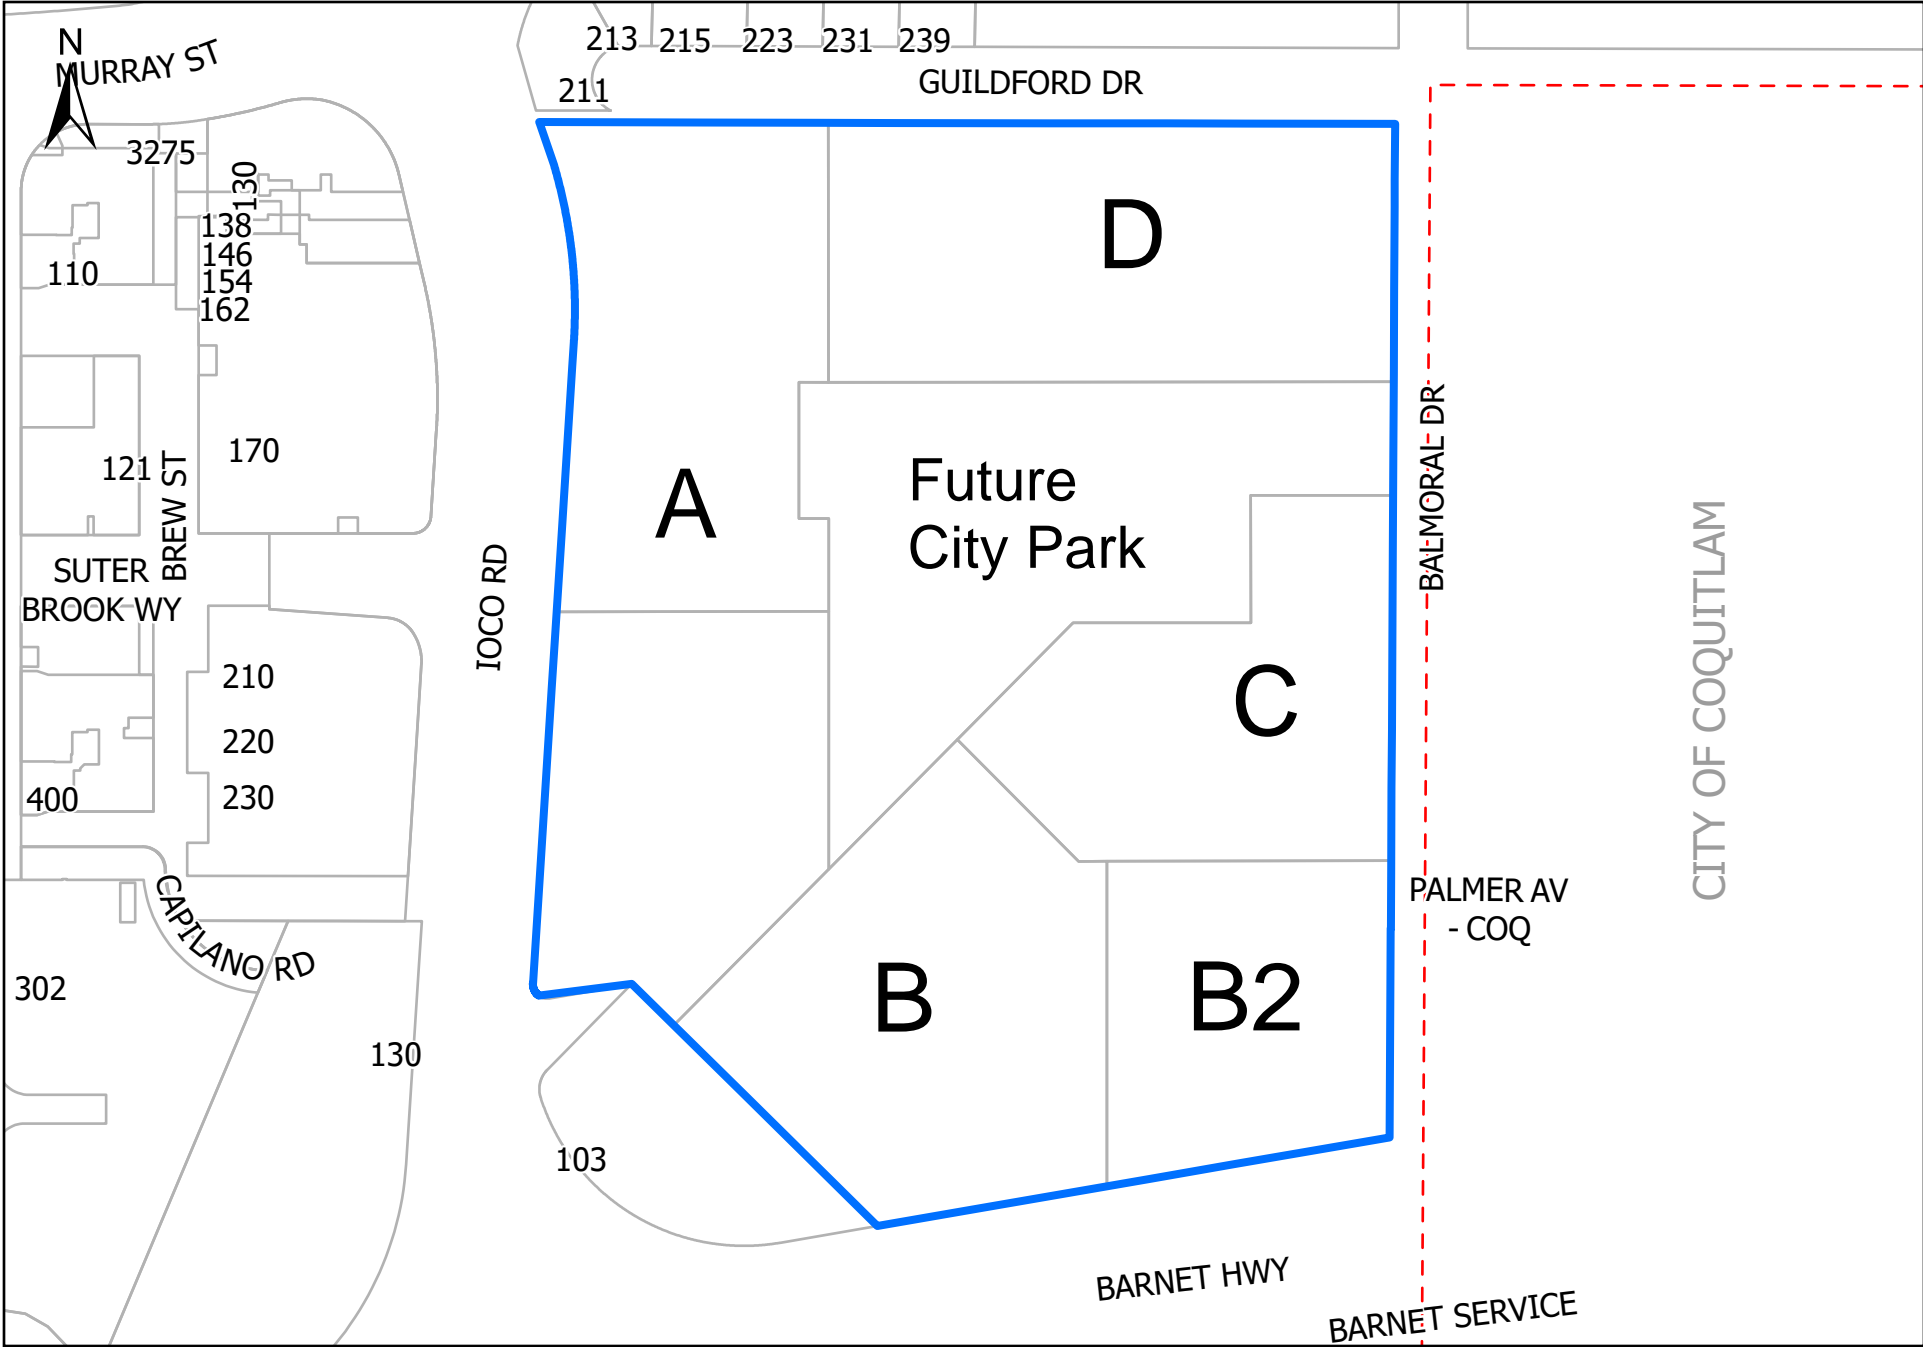 N
MURRAY ST
213
215
223
231
239
211
GUILDFORD DR
3275
130
138
146
154
162
110
D
BALMORAL DR
170
121
BREW ST
A
Future
City Park
CITY OF COQUITLAM
SUTER
BROOK WY
IOCO RD
210
220
230
400
C
CAPILANO RD
PALMER AV
- COQ
302
B
B2
130
103
BARNET HWY
BARNET SERVICE